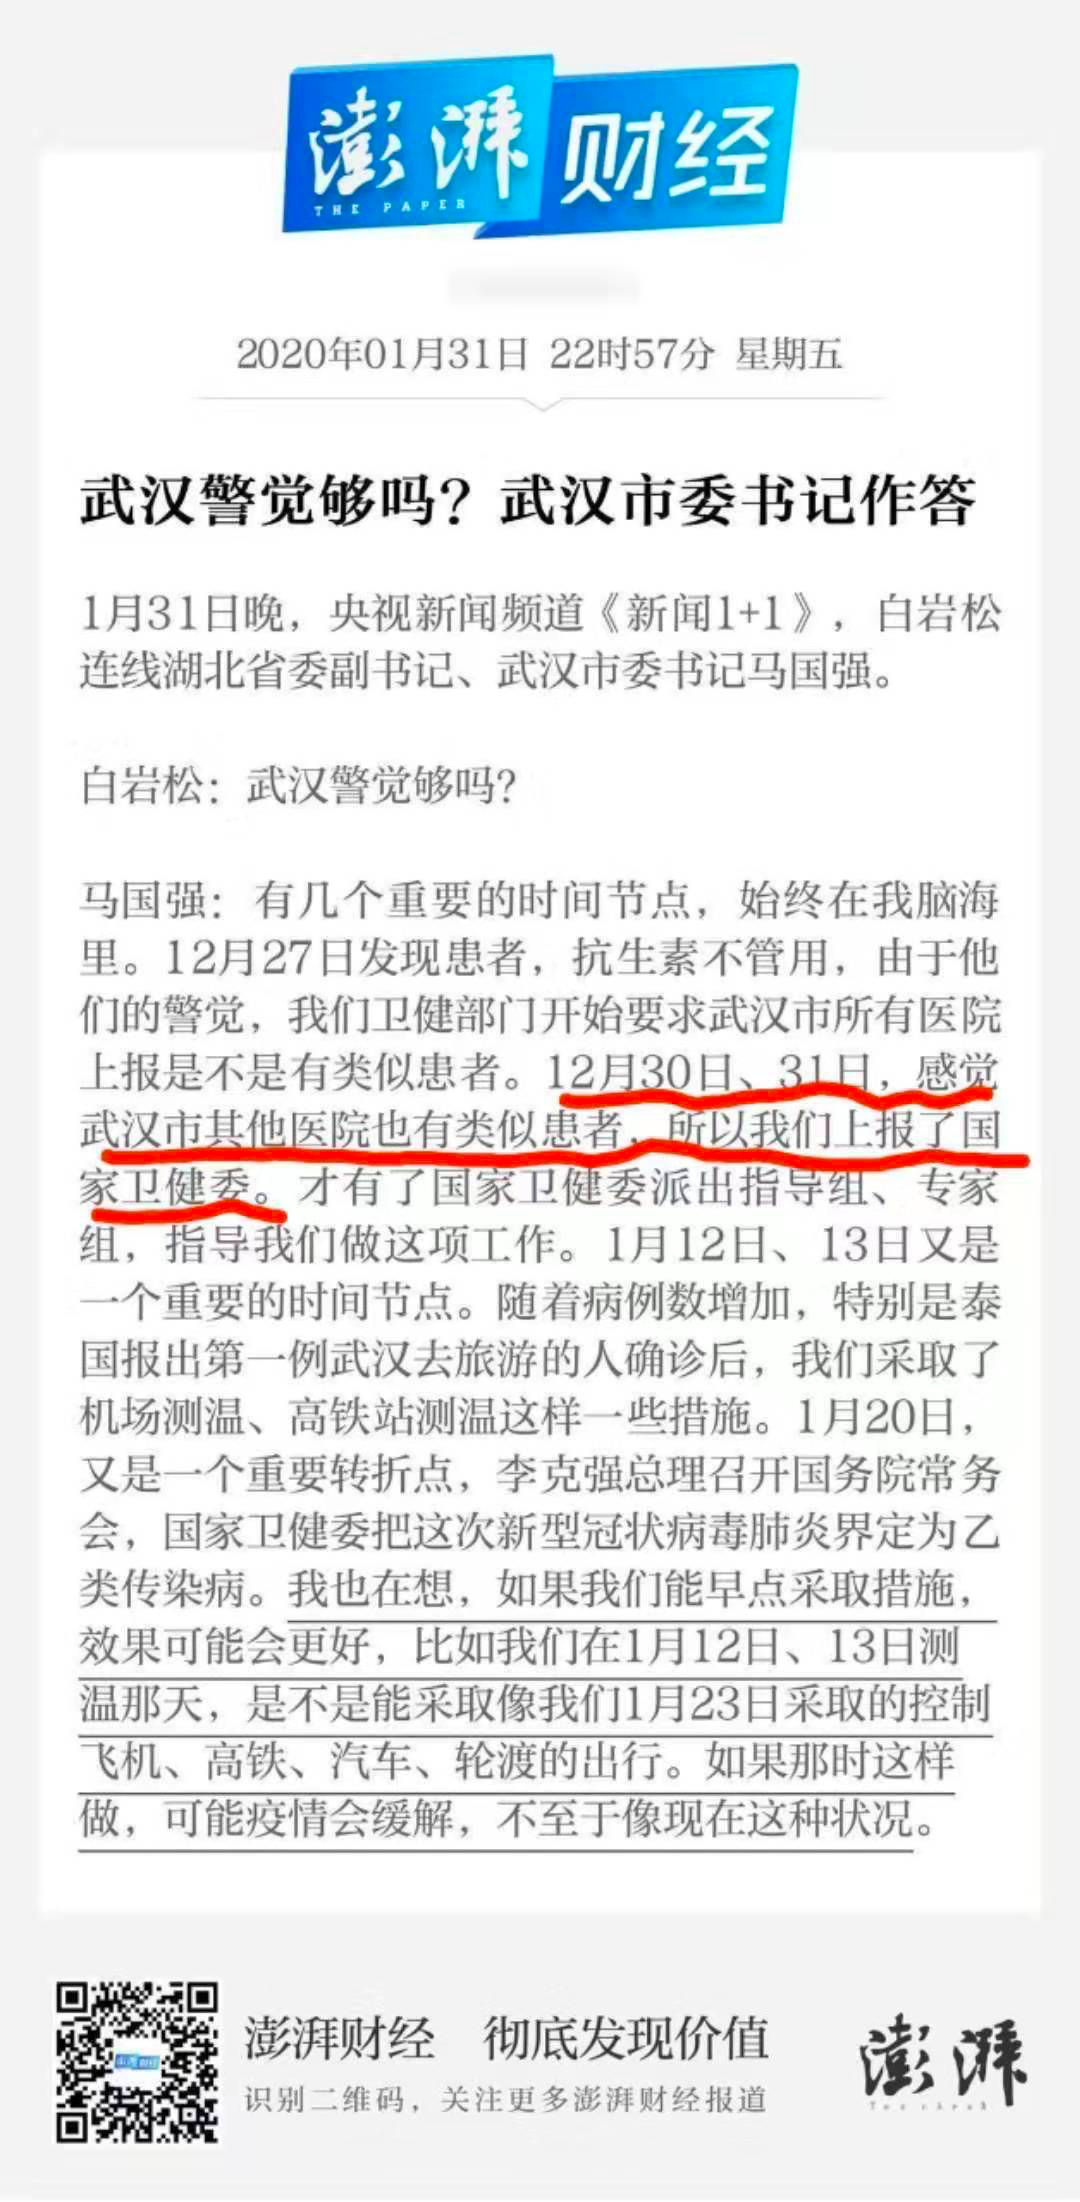 澎湃 财经
THE PAPER
2020年01月31日 22时57分 星期五
武汉警觉够吗？武汉市委书记作答
1月31日晚，央视新闻频道《新闻1+1》，白岩松
连线湖北省委副书记、武汉市委书记马国强。
白岩松：武汉警觉够吗？
马国强：有几个重要的时间节点，始终在我脑海
里。12月27日发现患者，抗生素不管用，由于他
们的警觉，我们卫健部门开始要求武汉市所有医院
上报是不是有类似患者。12月30日、31日，感觉
武汉市其他医院也有类似患者，所以我们上报了国
家卫健委。才有了国家卫健委派出指导组、专家
组，指导我们做这项工作。1月12日、13日又是
一个重要的时间节点。随着病例数增加，特别是泰
国报出第一例武汉去旅游的人确诊后，我们采取了
机场测温、高铁站测温这样一些措施。1月20日，
又是一个重要转折点，李克强总理召开国务院常务
会，国家卫健委把这次新型冠状病毒肺炎界定为乙
类传染病。我也在想，如果我们能早点采取措施，
效果可能会更好，比如我们在1月12日、13日测
温那天，是不是能采取像我们1月23日采取的控制
飞机、高铁、汽车、轮渡的出行。如果那时这样
做，可能疫情会缓解，不至于像现在这种状况。
澎湃财经
澎湃财经 彻底发现价值
识别二维码，关注更多澎湃财经报道
澎湃